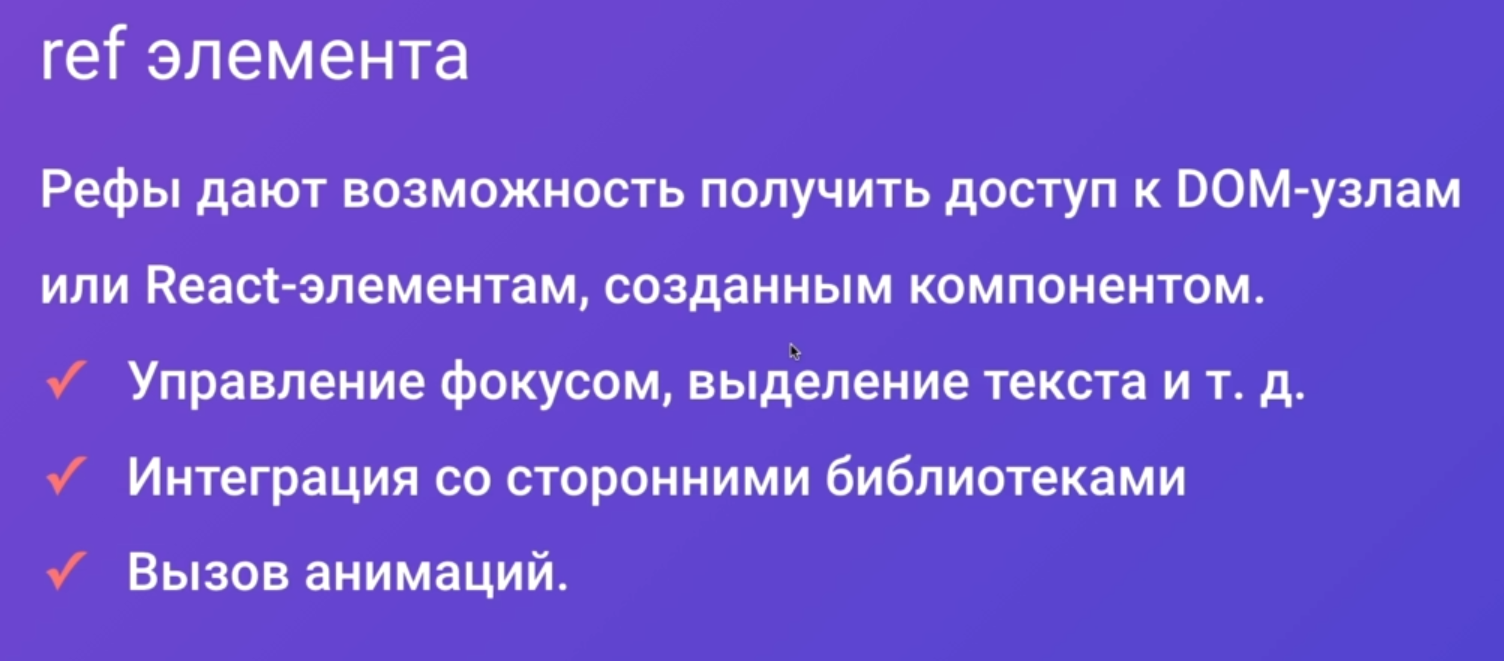 ref элемента
Рефы дают возможность получить доступ к DOM-узлам
или React-элементам, созданным компонентом.
✓ Управление фокусом, выделение текста и т. д.
✓ Интеграция со сторонними библиотеками
✓ Вызов анимаций.